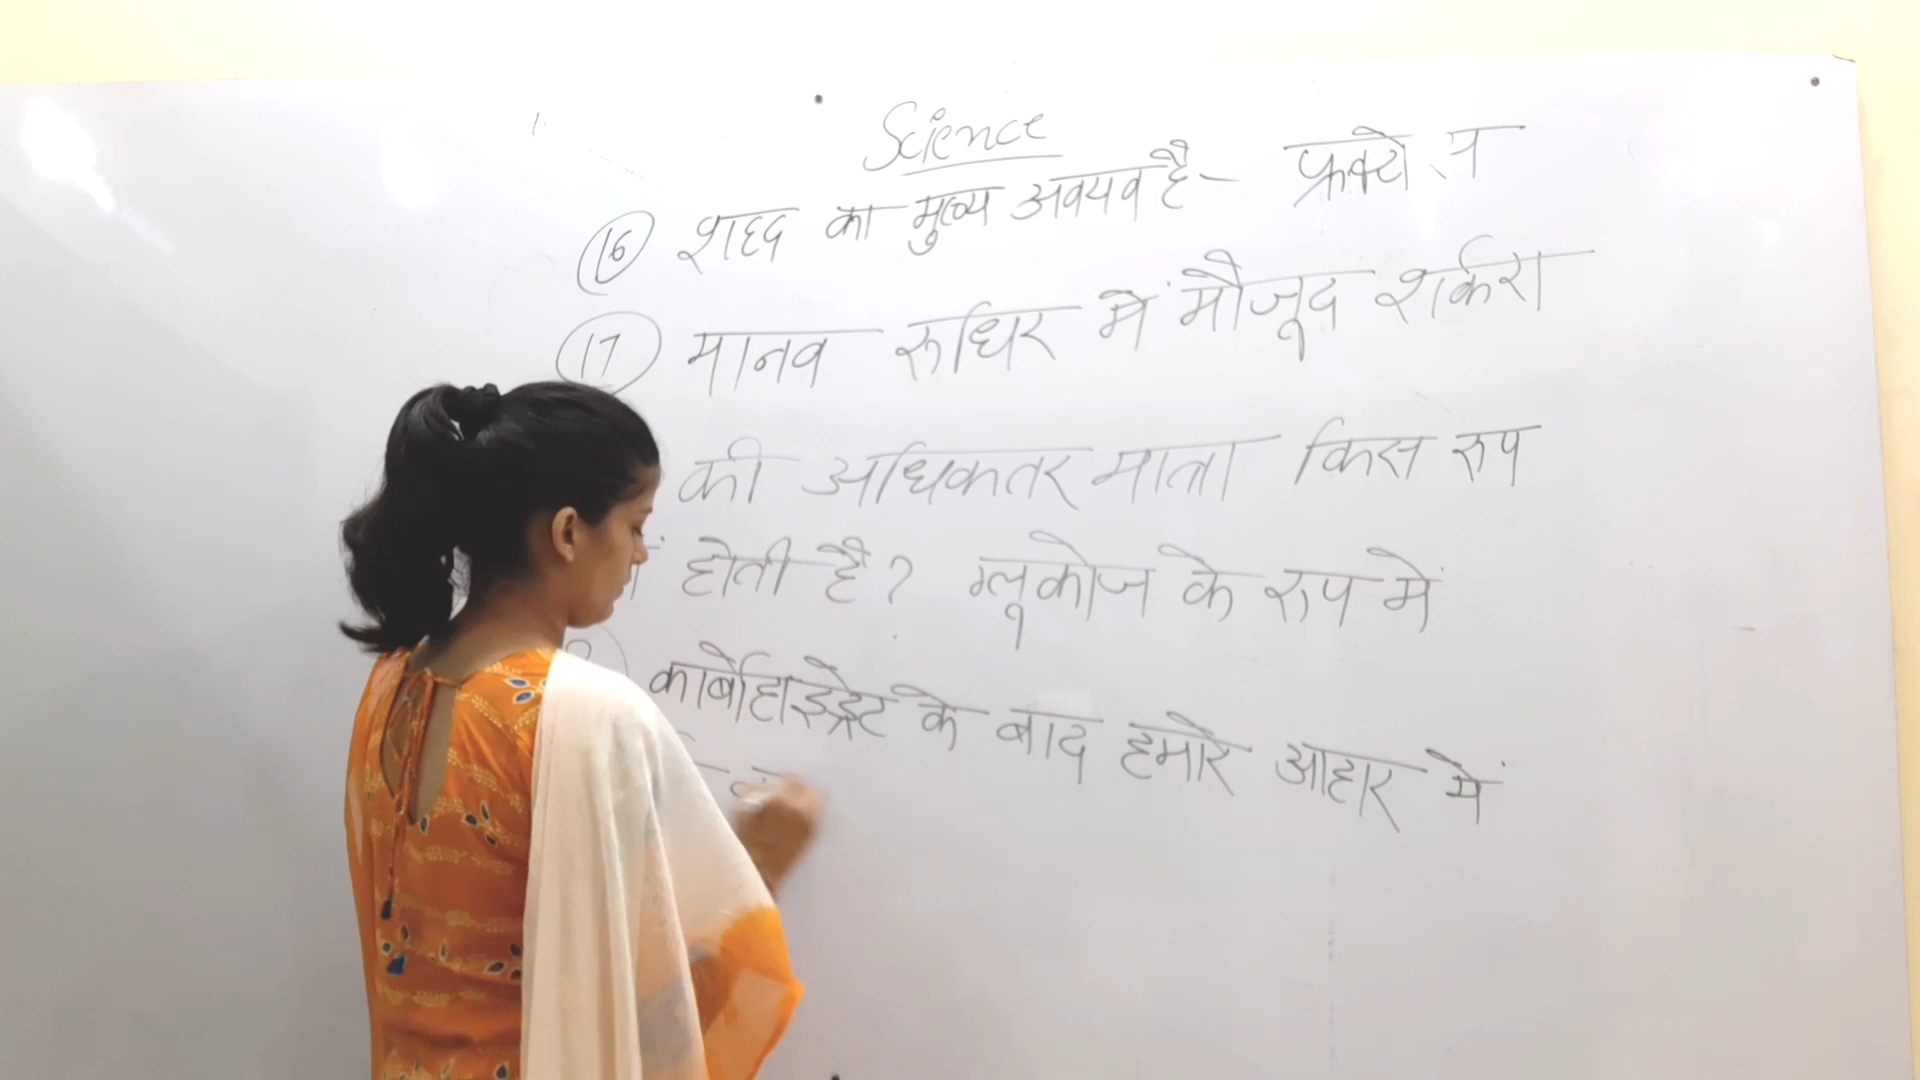 Science
16 शहद का मुख्य अवयव है - फ्रक्टो
17 मानव रुधिर में मौजूद शर्करा
की अधिकतर मात्रा किस रूप
होती है? ग्लूकोज के रूप में
कार्बोहाइड्रेट के बाद हमारे आहार में